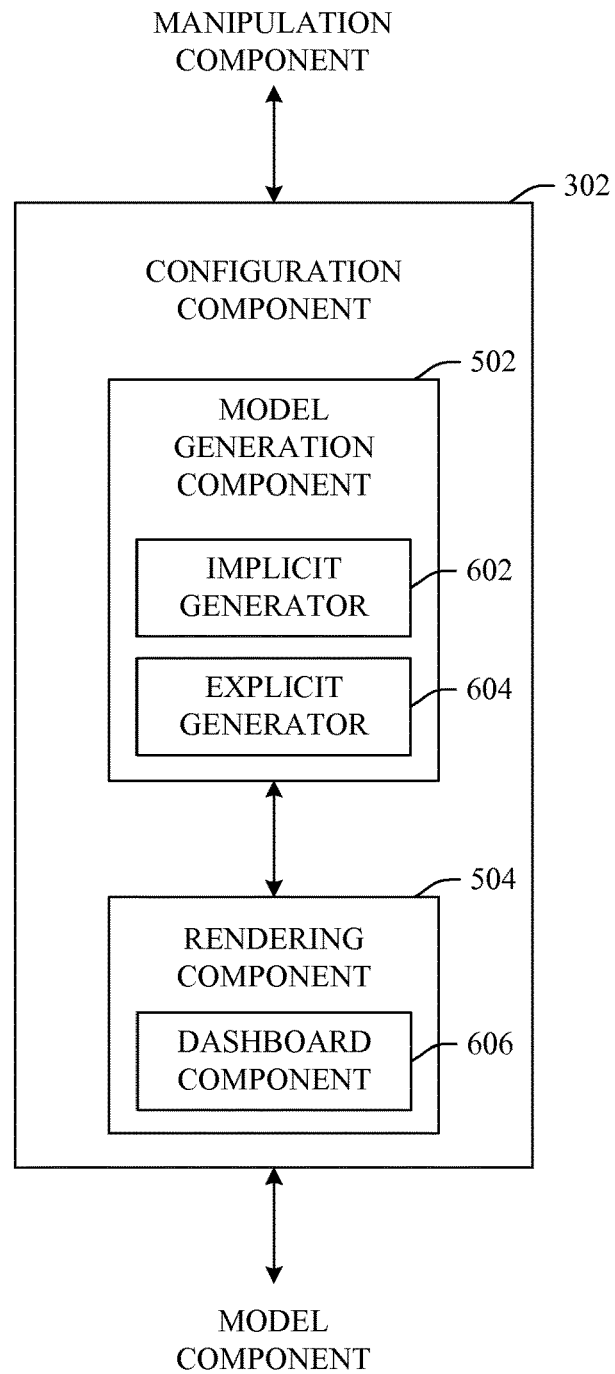 MANIPULATION
COMPONENT
302
CONFIGURATION
COMPONENT
502
MODEL
GENERATION
COMPONENT
IMPLICIT
GENERATOR
602
EXPLICIT
GENERATOR
604
504
RENDERING
COMPONENT
DASHBOARD
COMPONENT
606
MODEL
COMPONENT